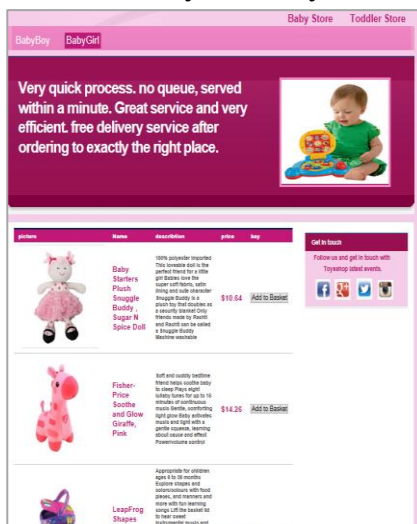 Baby Store Toddler Store
BabyBoy BabyGirl
Very quick process. no queue, served
within a minute. Great service and very
efficient. free delivery service after
ordering to exactly the right place.
picture Name describtion price buy
Get in touch
Follow us and get in touch with
Toysshop latest events.
Baby
Starters
Plush
Snuggle
Buddy ,
Sugar N
Spice Doll
100% polyester Imported
This loveable doll is the
perfect friend for a little
girl Babies love the
super soft fabric, satin
lining and cute character
Snuggle Buddy is a
plush toy that doubles as
a security blanket Only
friends made by Rashti
and Rashti can be called
a Snuggle Buddy
Machine washable
$10.64
Add to Basket
Fisher-
Price
Soothe
and Glow
Giraffe,
Pink
Soft and cuddly bedtime
friend helps soothe baby
to sleep Plays eight
lullaby tunes for up to 10
minutes of continuous
music Gentle, comforting
light glow Baby activates
music and light with a
gentle squeeze, learning
about cause and effect
Power/volume control
$14.26
Add to Basket
LeapFrog
Shapes
Appropriate for children
ages 6 to 36 months
Explore shapes and
colors/colours with food
pieces, and manners and
more with fun learning
songs Lift the basket lid
to hear sweet
instrumental music and